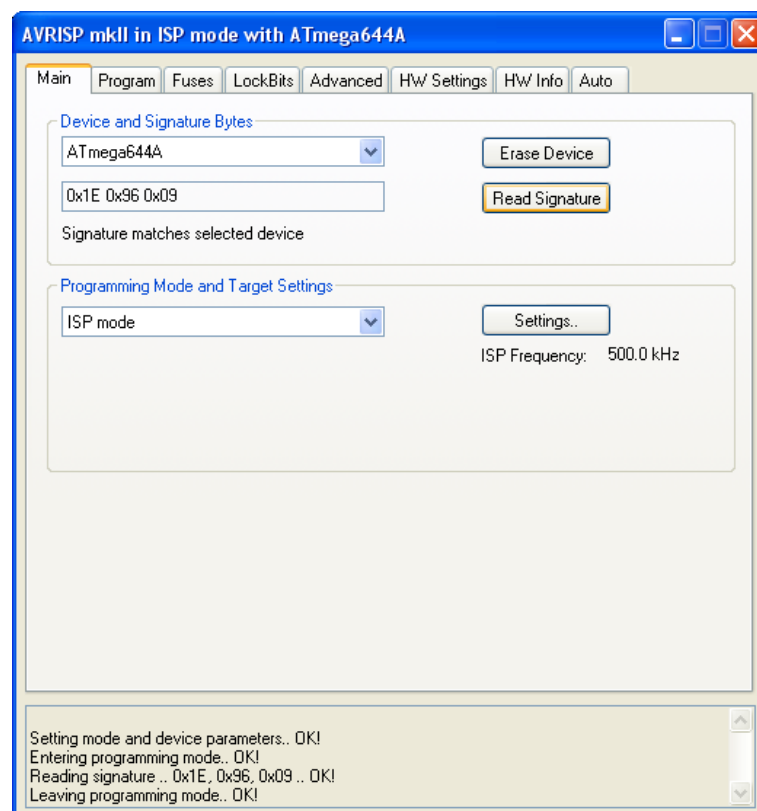 AVRISP mkII in ISP mode with ATmega644A
Main Program Fuses LockBits Advanced HW Settings HW Info Auto
Device and Signature Bytes
ATmega644A Erase Device
0x1E 0x96 0x09 Read Signature
Signature matches selected device
Programming Mode and Target Settings
ISP mode Settings..
ISP Frequency: 500.0 kHz
Setting mode and device parameters.. OK!
Entering programming mode.. OK!
Reading signature .. 0x1E, 0x96, 0x09 .. OK!
Leaving programming mode.. OK!